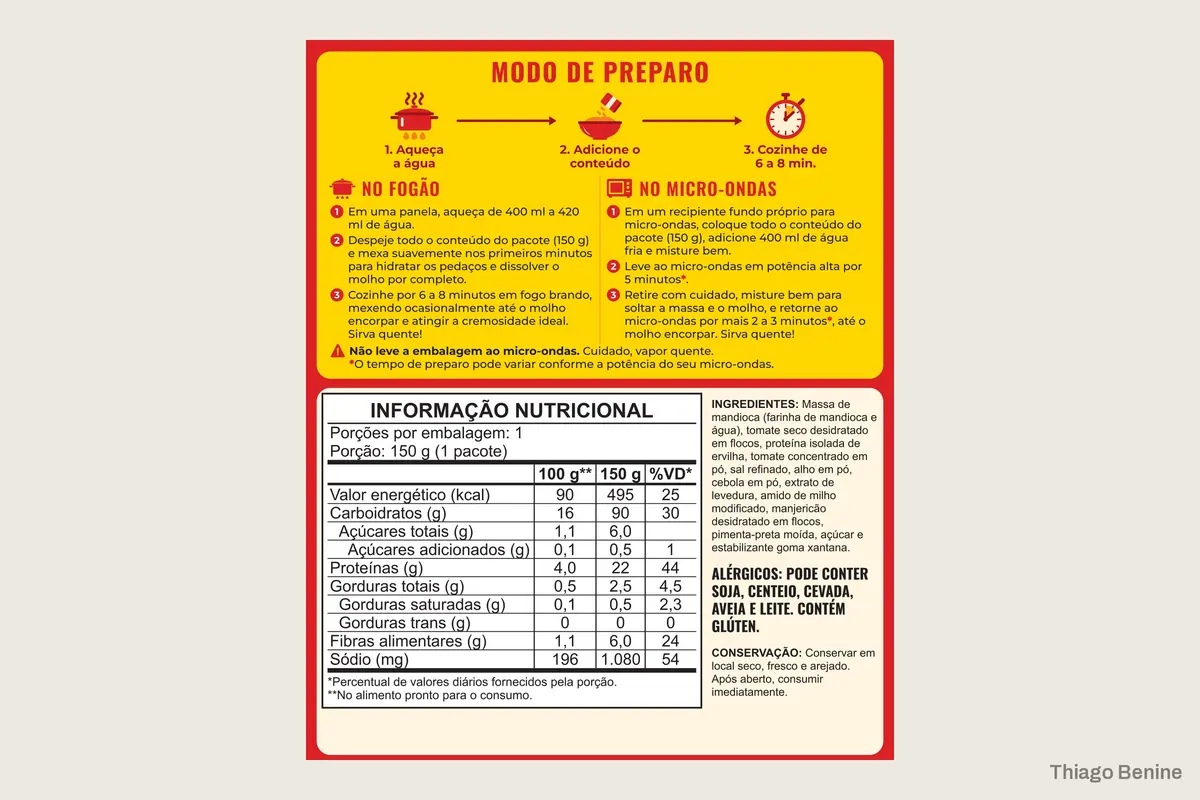 MODO DE PREPARO
1. Aqueça
a água
2. Adicione o
conteúdo
3. Cozinhe de
6 a 8 min.
NO FOGÃO
1 Em uma panela, aqueça de 400 ml a 420
ml de água.
2 Despeje todo o conteúdo do pacote (150 g)
e mexa suavemente nos primeiros minutos
para hidratar os pedaços e dissolver o
molho por completo.
3 Cozinhe por 6 a 8 minutos em fogo brando,
mexendo ocasionalmente até o molho
encorpar e atingir a cremosidade ideal.
Sirva quente!
NO MICRO-ONDAS
1 Em um recipiente fundo próprio para
micro-ondas, coloque todo o conteúdo do
pacote (150 g), adicione 400 ml de água
fria e misture bem.
2 Leve ao micro-ondas em potência alta por
5 minutos*.
3 Retire com cuidado, misture bem para
soltar a massa e o molho, e retorne ao
micro-ondas por mais 2 a 3 minutos*, até o
molho encorpar. Sirva quente!
Não leve a embalagem ao micro-ondas. Cuidado, vapor quente.
*O tempo de preparo pode variar conforme a potência do seu micro-ondas.
INFORMAÇÃO NUTRICIONAL
Porções por embalagem: 1
Porção: 150 g (1 pacote)
100 g** 150 g %VD*
Valor energético (kcal) 90 495 25
Carboidratos (g) 16 90 30
Açúcares totais (g) 1,1 6,0
Açúcares adicionados (g) 0,1 0,5 1
Proteínas (g) 4,0 22 44
Gorduras totais (g) 0,5 2,5 4,5
Gorduras saturadas (g) 0,1 0,5 2,3
Gorduras trans (g) 0 0 0
Fibras alimentares (g) 1,1 6,0 24
Sódio (mg) 196 1.080 54
*Percentual de valores diários fornecidos pela porção.
**No alimento pronto para o consumo.
INGREDIENTES: Massa de
mandioca (farinha de mandioca e
água), tomate seco desidratado
em flocos, proteína isolada de
ervilha, tomate concentrado em
pó, sal refinado, alho em pó,
cebola em pó, extrato de
levedura, amido de milho
modificado, manjericão
desidratado em flocos,
pimenta-preta moída, açúcar e
estabilizante goma xantana.
ALÉRGICOS: PODE CONTER
SOJA, CENTEIO, CEVADA,
AVEIA E LEITE. CONTÉM
GLÚTEN.
CONSERVAÇÃO: Conservar em
local seco, fresco e arejado.
Após aberto, consumir
imediatamente.
Thiago Benine